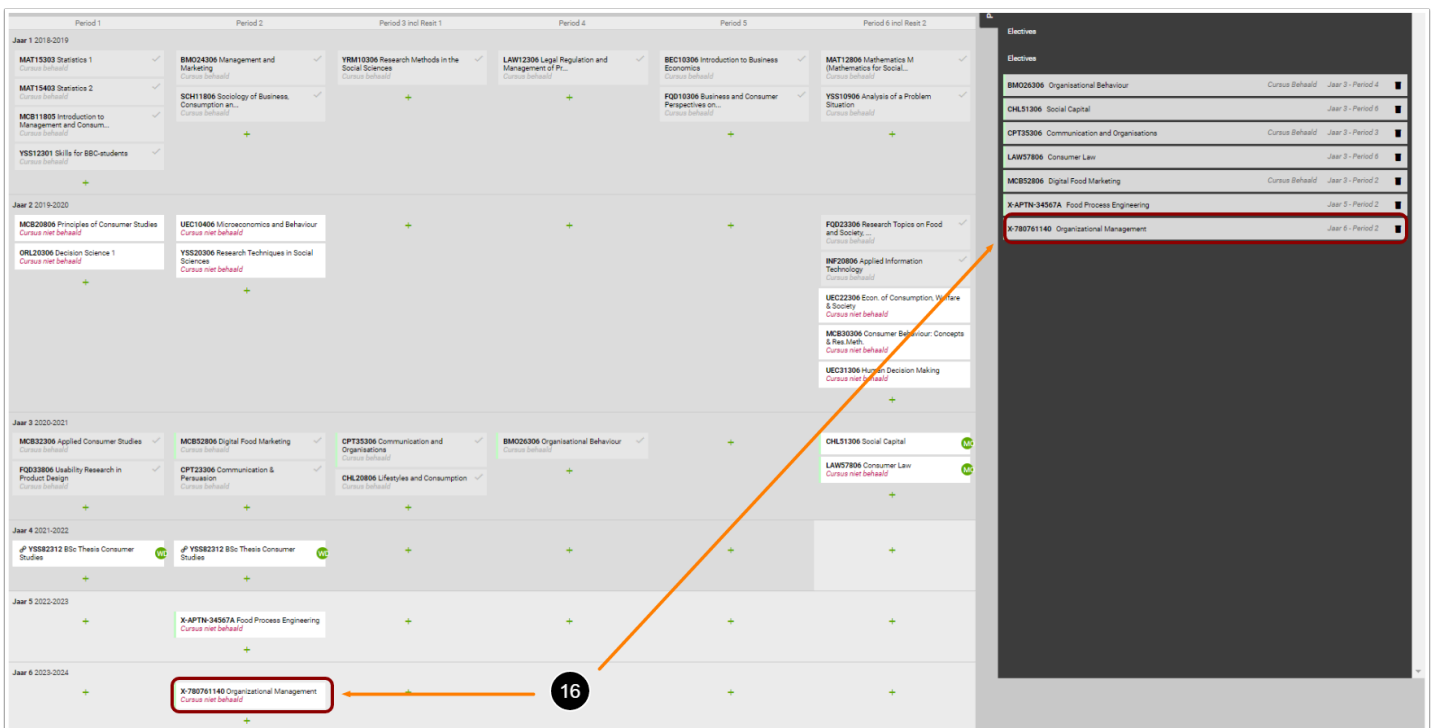 Period 1
Period 2
Period 3 incl Resit 1
Period 4
Period 5
Period 6 incl Resit 2
Jaar 1 2018-2019
MAT15303 Statistics 1
Cursus behaald
MAT15403 Statistics 2
Cursus behaald
MCB11805 Introduction to
Management and Consum...
Cursus behaald
YSS12301 Skills for BBC-students
Cursus behaald
+
BMO24306 Management and
Marketing
Cursus behaald
SCH11806 Sociology of Business,
Consumption an...
Cursus behaald
+
YRM10306 Research Methods in the
Social Sciences
Cursus behaald
+
LAW12306 Legal Regulation and
Management of Pr...
Cursus behaald
+
BEC10306 Introduction to Business
Economics
Cursus behaald
FQD10306 Business and Consumer
Perspectives on...
Cursus behaald
+
MAT12806 Mathematics M
(Mathematics for Social...
Cursus behaald
YSS10906 Analysis of a Problem
Situation
Cursus behaald
+
Jaar 2 2019-2020
MCB20806 Principles of Consumer Studies
Cursus niet behaald
ORL20306 Decision Science 1
Cursus niet behaald
+
UEC10406 Microeconomics and Behaviour
Cursus niet behaald
YSS20306 Research Techniques in Social
Sciences
Cursus niet behaald
+
+
+
+
FQD23306 Research Topics on Food
and Society, ...
Cursus behaald
INF20806 Applied Information
Technology
Cursus behaald
UEC22306 Econ. of Consumption, Welfare
& Society
Cursus niet behaald
MCB30306 Consumer Behaviour: Concepts
& Res.Meth.
Cursus niet behaald
UEC31306 Human Decision Making
Cursus niet behaald
+
Jaar 3 2020-2021
MCB32306 Applied Consumer Studies
Cursus behaald
FQD33806 Usability Research in
Product Design
Cursus behaald
+
MCB52806 Digital Food Marketing
Cursus behaald
CPT23306 Communication &
Persuasion
Cursus behaald
+
CPT35306 Communication and
Organisations
Cursus behaald
CHL20806 Lifestyles and Consumption
Cursus behaald
+
BMO26306 Organisational Behaviour
Cursus behaald
+
+
CHL51306 Social Capital
LAW57806 Consumer Law
Cursus niet behaald
+
Jaar 4 2021-2022
YSS82312 BSc Thesis Consumer
Studies
+
YSS82312 BSc Thesis Consumer
Studies
+
+
+
+
+
Jaar 5 2022-2023
+
X-APTN-34567A Food Process Engineering
Cursus niet behaald
+
+
+
+
+
Jaar 6 2023-2024
+
X-780761140 Organizational Management
Cursus niet behaald
+
+
16
+
+
Electives
Electives
BMO26306 Organisational Behaviour Cursus Behaald Jaar 3 - Period 4
CHL51306 Social Capital Jaar 3 - Period 6
CPT35306 Communication and Organisations Cursus Behaald Jaar 3 - Period 3
LAW57806 Consumer Law Jaar 3 - Period 6
MCB52806 Digital Food Marketing Cursus Behaald Jaar 3 - Period 2
X-APTN-34567A Food Process Engineering Jaar 5 - Period 2
X-780761140 Organizational Management Jaar 6 - Period 2